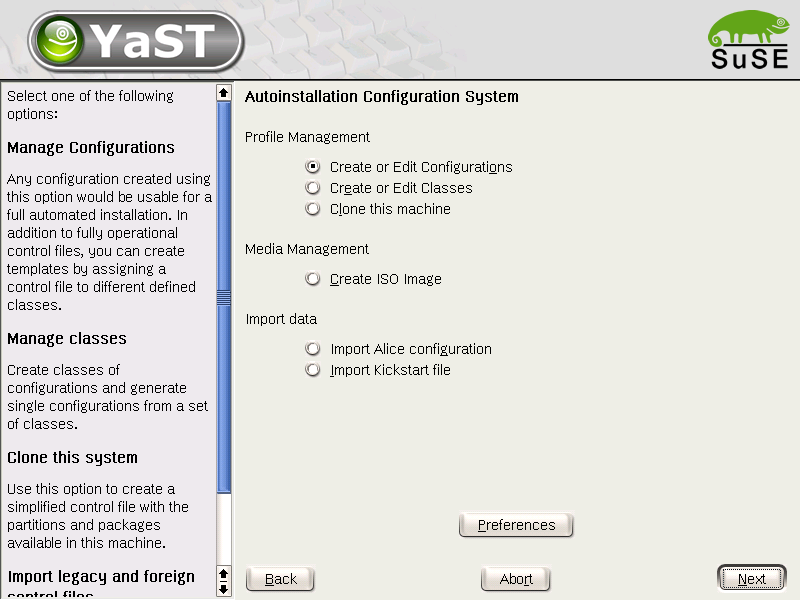 YaST
SuSE
Select one of the following
options:
Manage Configurations
Any configuration created using
this option would be usable for a
full automated installation. In
addition to fully operational
control files, you can create
templates by assigning a
control file to different defined
classes.
Manage classes
Create classes of
configurations and generate
single configurations from a set
of classes.
Clone this system
Use this option to create a
simplified control file with the
partitions and packages
available in this machine.
Import legacy and foreign
control files
Autoinstallation Configuration System
Profile Management
Create or Edit Configurations
Create or Edit Classes
Clone this machine
Media Management
Create ISO Image
Import data
Import Alice configuration
Import Kickstart file
Preferences
Back
Abort
Next